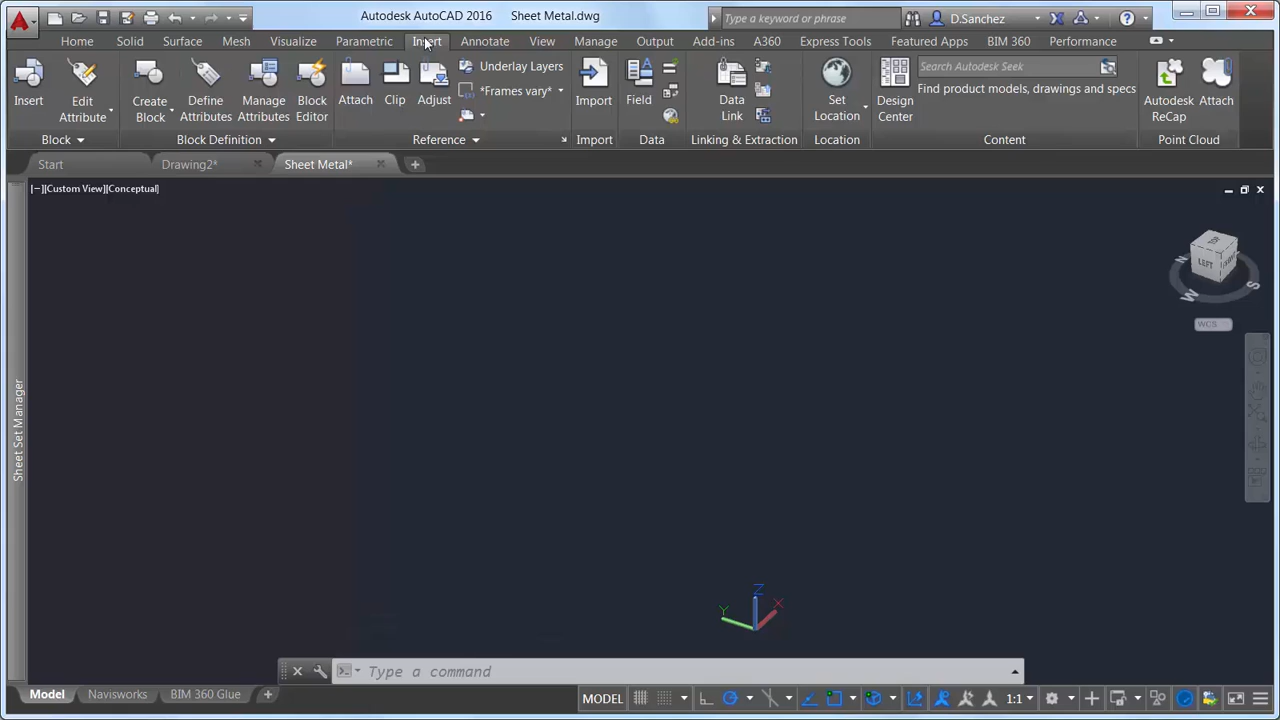 Autodesk AutoCAD 2016 Sheet Metal.dwg
Type a keyword or phrase
D.Sanchez
Home Solid Surface Mesh Visualize Parametric Insert Annotate View Manage Output Add-ins A360 Express Tools Featured Apps BIM 360 Performance
Insert
Edit
Attribute
Create
Block
Define
Attributes
Manage
Attributes
Block
Editor
Attach
Clip
Adjust
Underlay Layers
*Frames vary*
Import
Field
Data
Link
Set
Location
Design
Center
Search Autodesk Seek
Find product models, drawings and specs
Autodesk
ReCap
Attach
Block Block Definition Reference Import Data Linking & Extraction Location Content Point Cloud
Start Drawing2* Sheet Metal*
[−][Custom View][Conceptual]
TOP
LEFT
N
W
S
WCS
Sheet Set Manager
Z
Y
X
Type a command
Model Navisworks BIM 360 Glue
MODEL
1:1